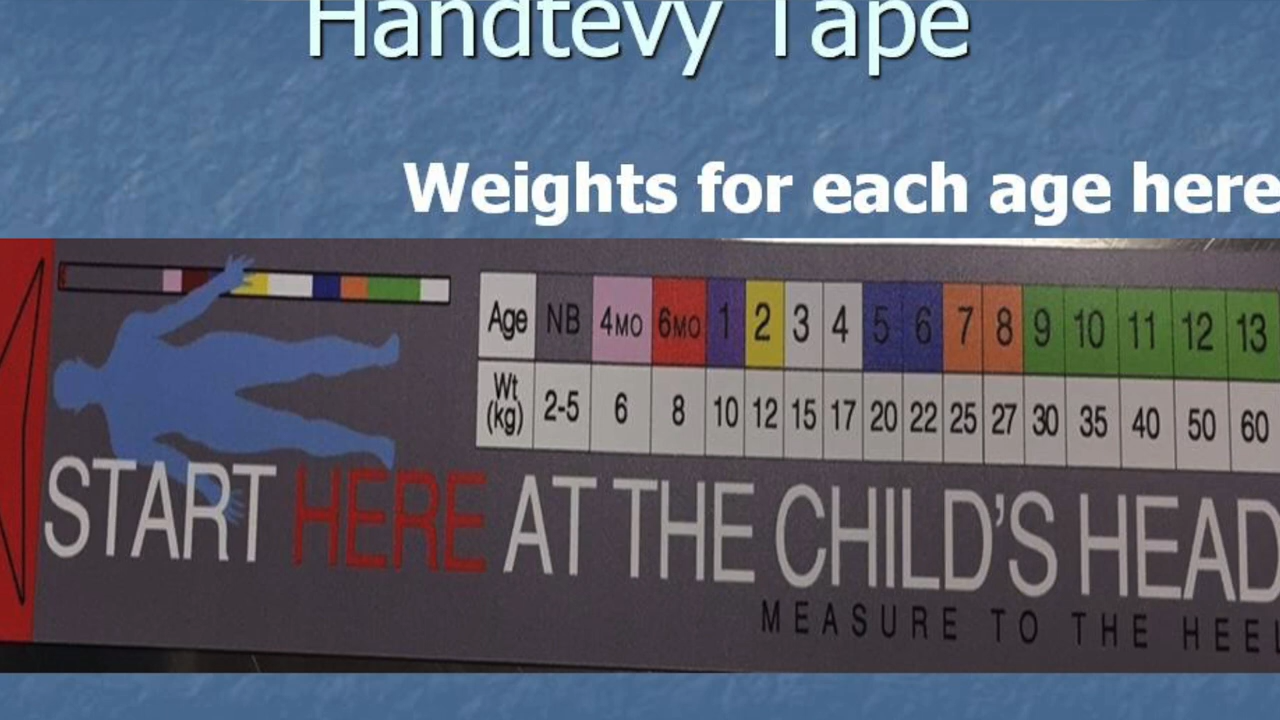 Handtevy Tape
Weights for each age here
Age NB 4MO 6MO 1 2 3 4 5 6 7 8 9 10 11 12 13
Wt (kg) 2-5 6 8 10 12 15 17 20 22 25 27 30 35 40 50 60
START HERE AT THE CHILD'S HEAD
MEASURE TO THE HEEL